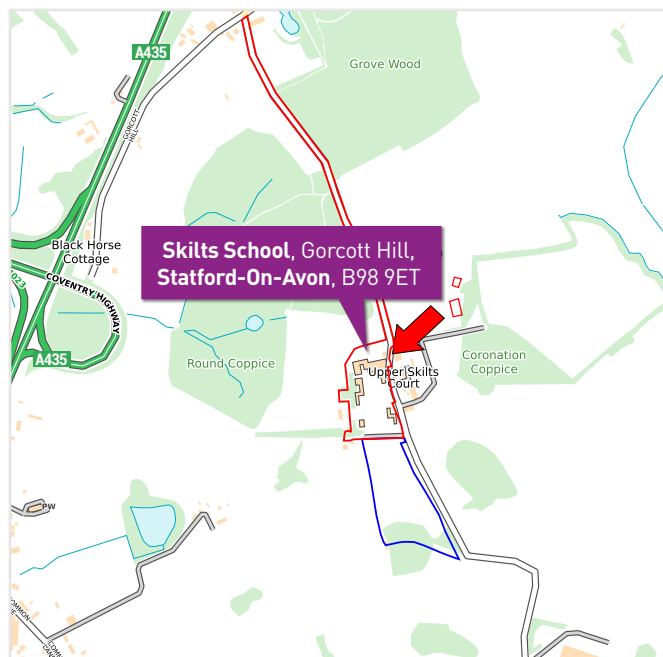 A435
Grove Wood
GORCOTT
HILL
Skilts School, Gorcott Hill,
Statford-On-Avon, B98 9ET
Black Horse
Cottage
COVENTRY HIGHWAY
A435
Round Coppice
Upper Skilts
Court
Coronation
Coppice
PW
COMMON